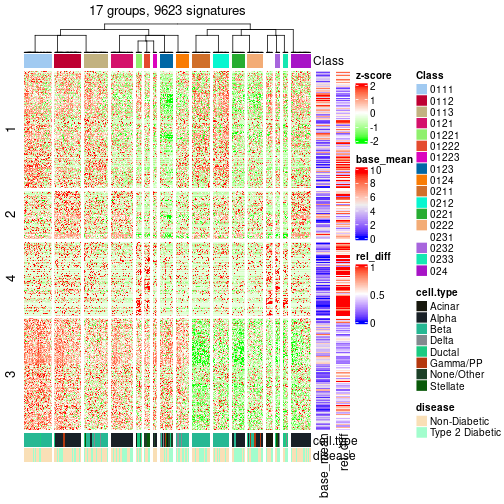 17 groups, 9623 signatures
Class
1
2
4
3
cell.type
disease
base_mean
rel_diff
z-score
2
1
0
-1
-2
base_mean
10
8
6
4
2
0
rel_diff
1
0.5
0
Class
0111
0112
0113
0121
01221
01222
01223
0123
0124
0211
0212
0221
0222
0231
0232
0233
024
cell.type
Acinar
Alpha
Beta
Delta
Ductal
Gamma/PP
None/Other
Stellate
disease
Non-Diabetic
Type 2 Diabetic